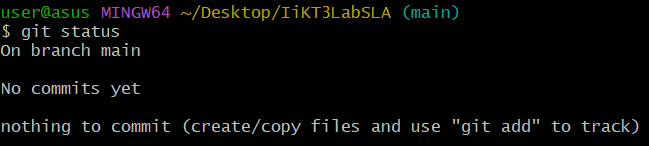 user@asus MINGW64 ~/Desktop/IiKT3LabSLA (main)
$ git status
On branch main
No commits yet
nothing to commit (create/copy files and use "git add" to track)